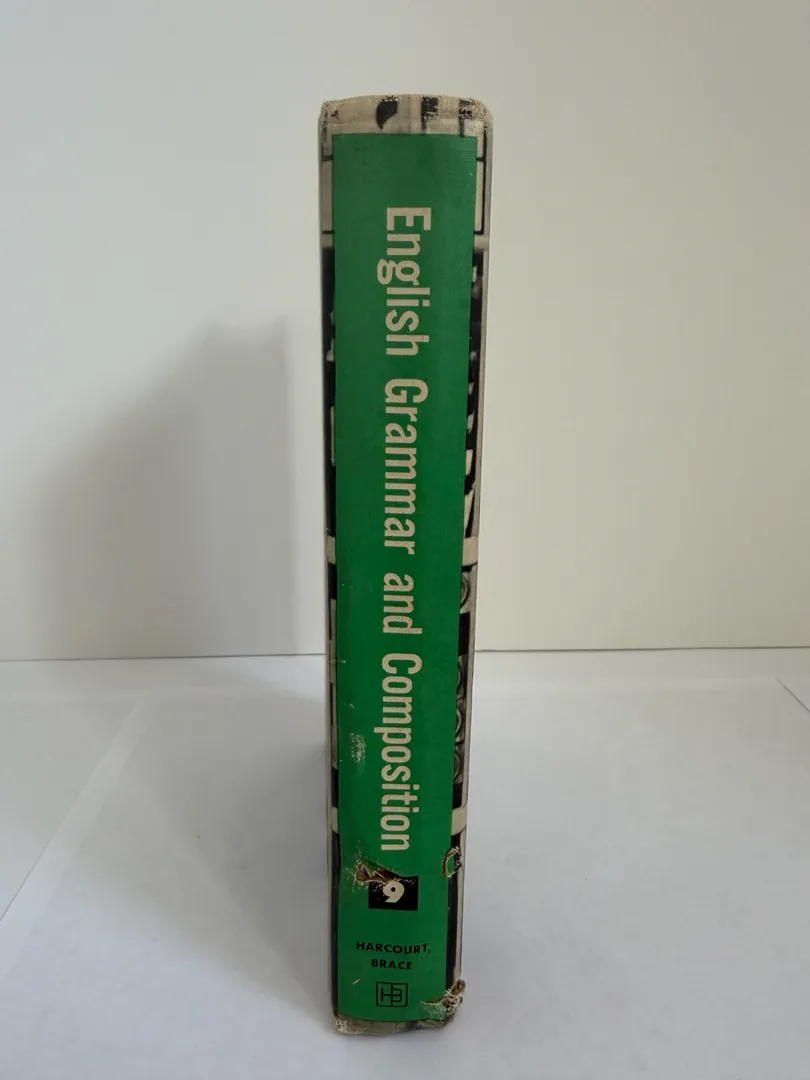 English Grammar and Composition
9
HARCOURT,
BRACE
HB